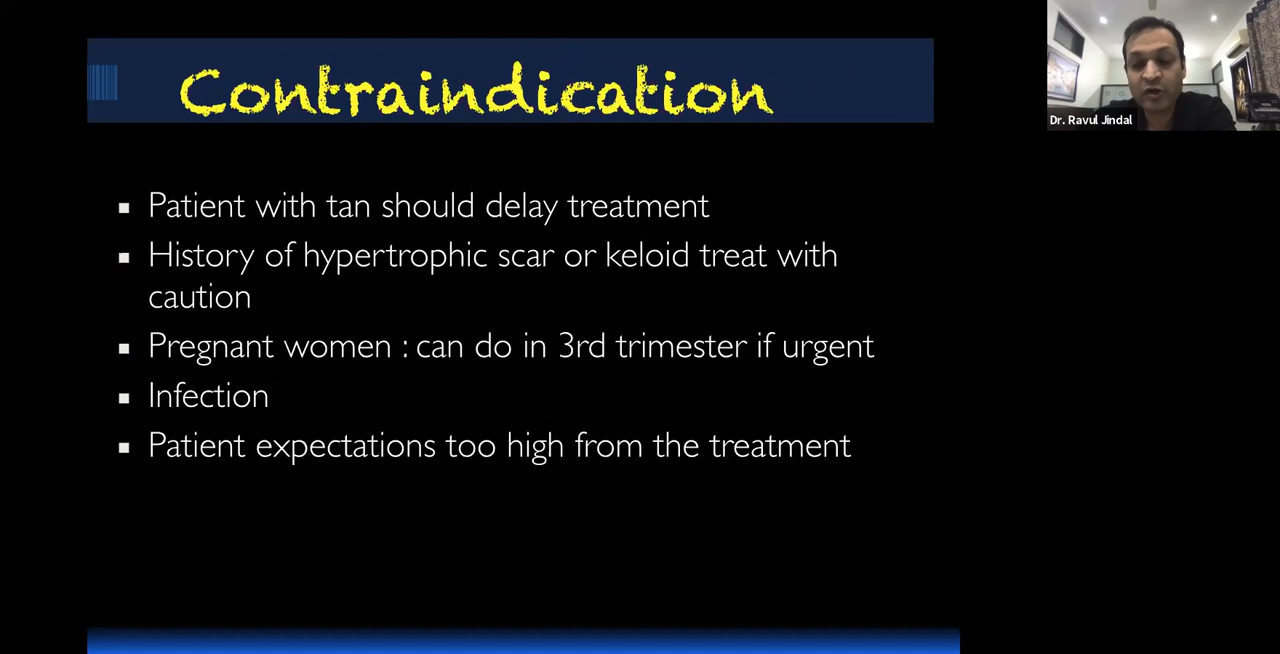 Contraindication
Dr. Ravul Jindal
Patient with tan should delay treatment
History of hypertrophic scar or keloid treat with
caution
Pregnant women : can do in 3rd trimester if urgent
Infection
Patient expectations too high from the treatment